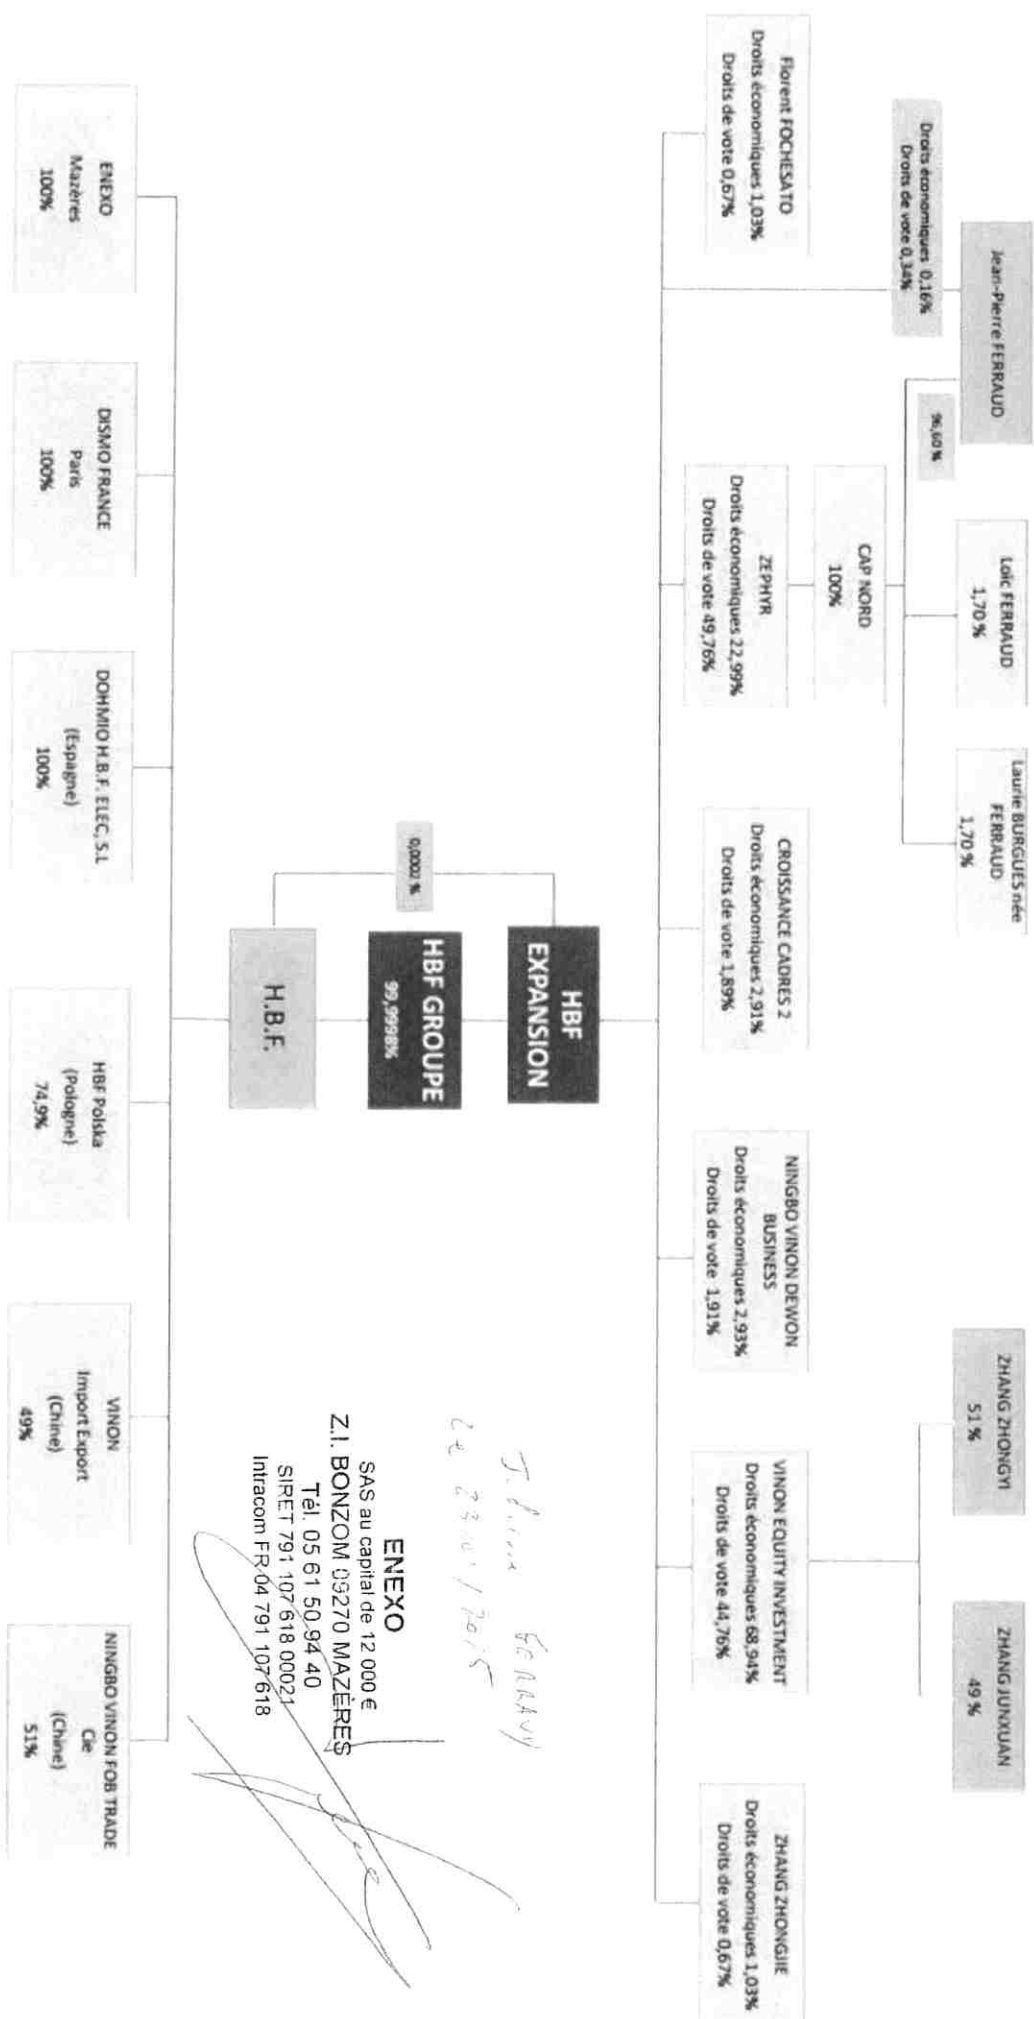 Jean-Pierre FERRAUD
Loïc FERRAUD
1,70 %
Laurie BURGUES née
FERRAUD
1,70 %
ZHANG ZHONGYI
51 %
ZHANG JUNXUAN
49 %
Droits économiques 0,16%
Droits de vote 0,34%
96,60 %
CAP NORD
100%
Florent FOCHESATO
Droits économiques 1,03%
Droits de vote 0,67%
ZEPHYR
Droits économiques 22,99%
Droits de vote 49,76%
CROISSANCE CADRES 2
Droits économiques 2,91%
Droits de vote 1,89%
NINGBO VINON DEWON
BUSINESS
Droits économiques 2,93%
Droits de vote 1,91%
VINON EQUITY INVESTMENT
Droits économiques 68,94%
Droits de vote 44,76%
ZHANG ZHONGJIE
Droits économiques 1,03%
Droits de vote 0,67%
HBF
EXPANSION
HBF GROUPE
99,9998%
0,0002 %
H.B.F.
FERRAUD
ENEXO
SAS au capital de 12 000 €
Z.I. BONZOM 09270 MAZÈRES
Tél. 05 61 50 94 40
SIRET 791 107 618 00021
Intracom FR 04 791 107 618
ENEXO
Mazères
100%
DISMO FRANCE
Paris
100%
DOHMIO H.B.F. ELEC, S.L
(Espagne)
100%
HBF Polska
(Pologne)
74,9%
VINON
Import Export
(Chine)
49%
NINGBO VINON FOB TRADE
Cie
(Chine)
51%